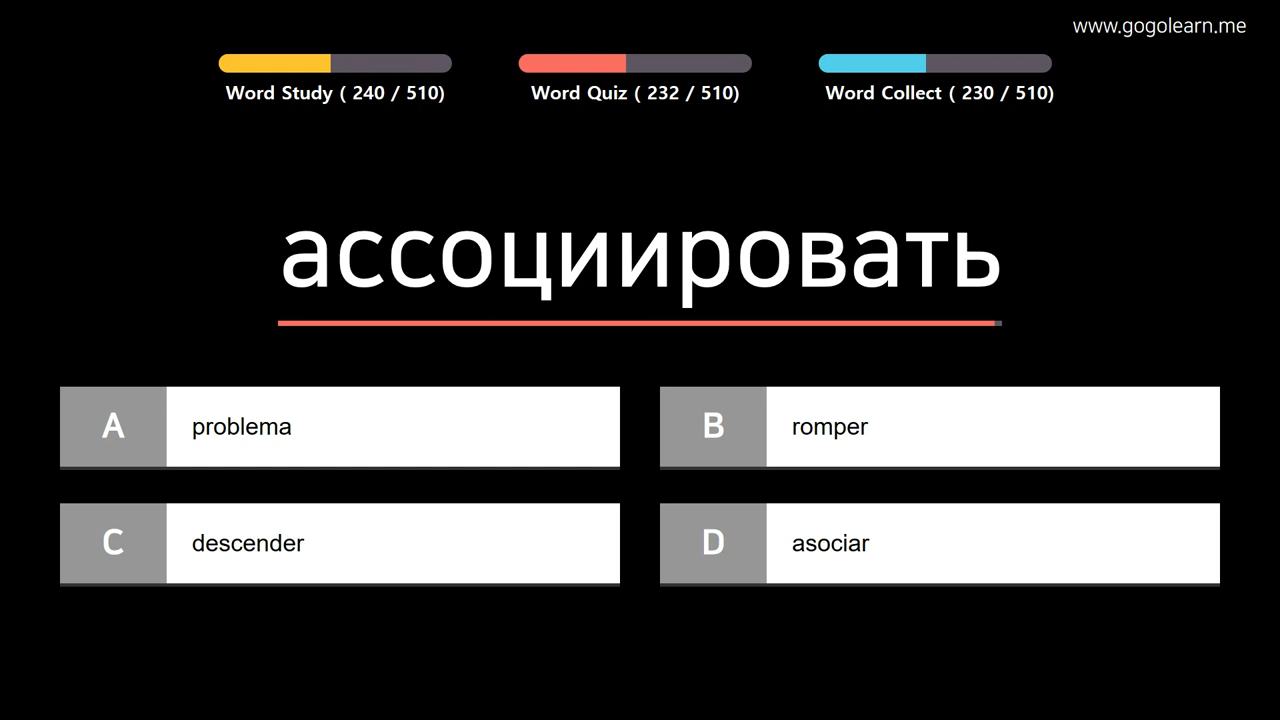 www.gogolearn.me
Word Study ( 240 / 510)
Word Quiz ( 232 / 510)
Word Collect ( 230 / 510)
ассоциировать
A problema
B romper
C descender
D asociar